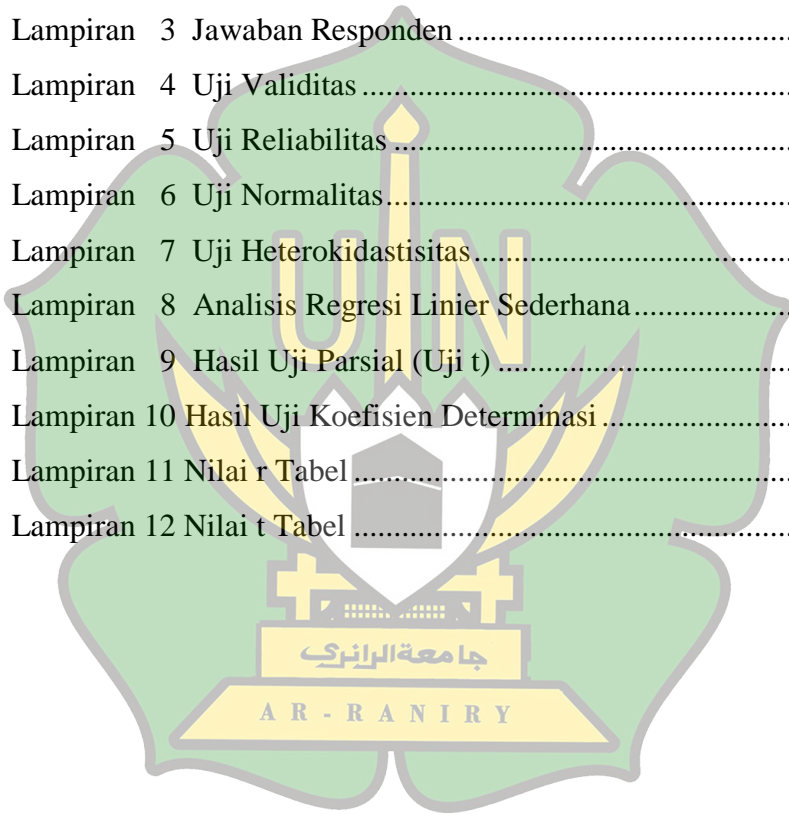 Lampiran 3 Jawaban Responden ........................................
Lampiran 4 Uji Validitas ....................................................
Lampiran 5 Uji Reliabilitas ................................................
Lampiran 6 Uji Normalitas.................................................
Lampiran 7 Uji Heterokidastisitas......................................
Lampiran 8 Analisis Regresi Linier Sederhana...................
Lampiran 9 Hasil Uji Parsial (Uji t) ...................................
Lampiran 10 Hasil Uji Koefisien Determinasi.......................
Lampiran 11 Nilai r Tabel.....................................................
Lampiran 12 Nilai t Tabel .....................................................
UIN
جامعة الرانري
AR-RANIRY